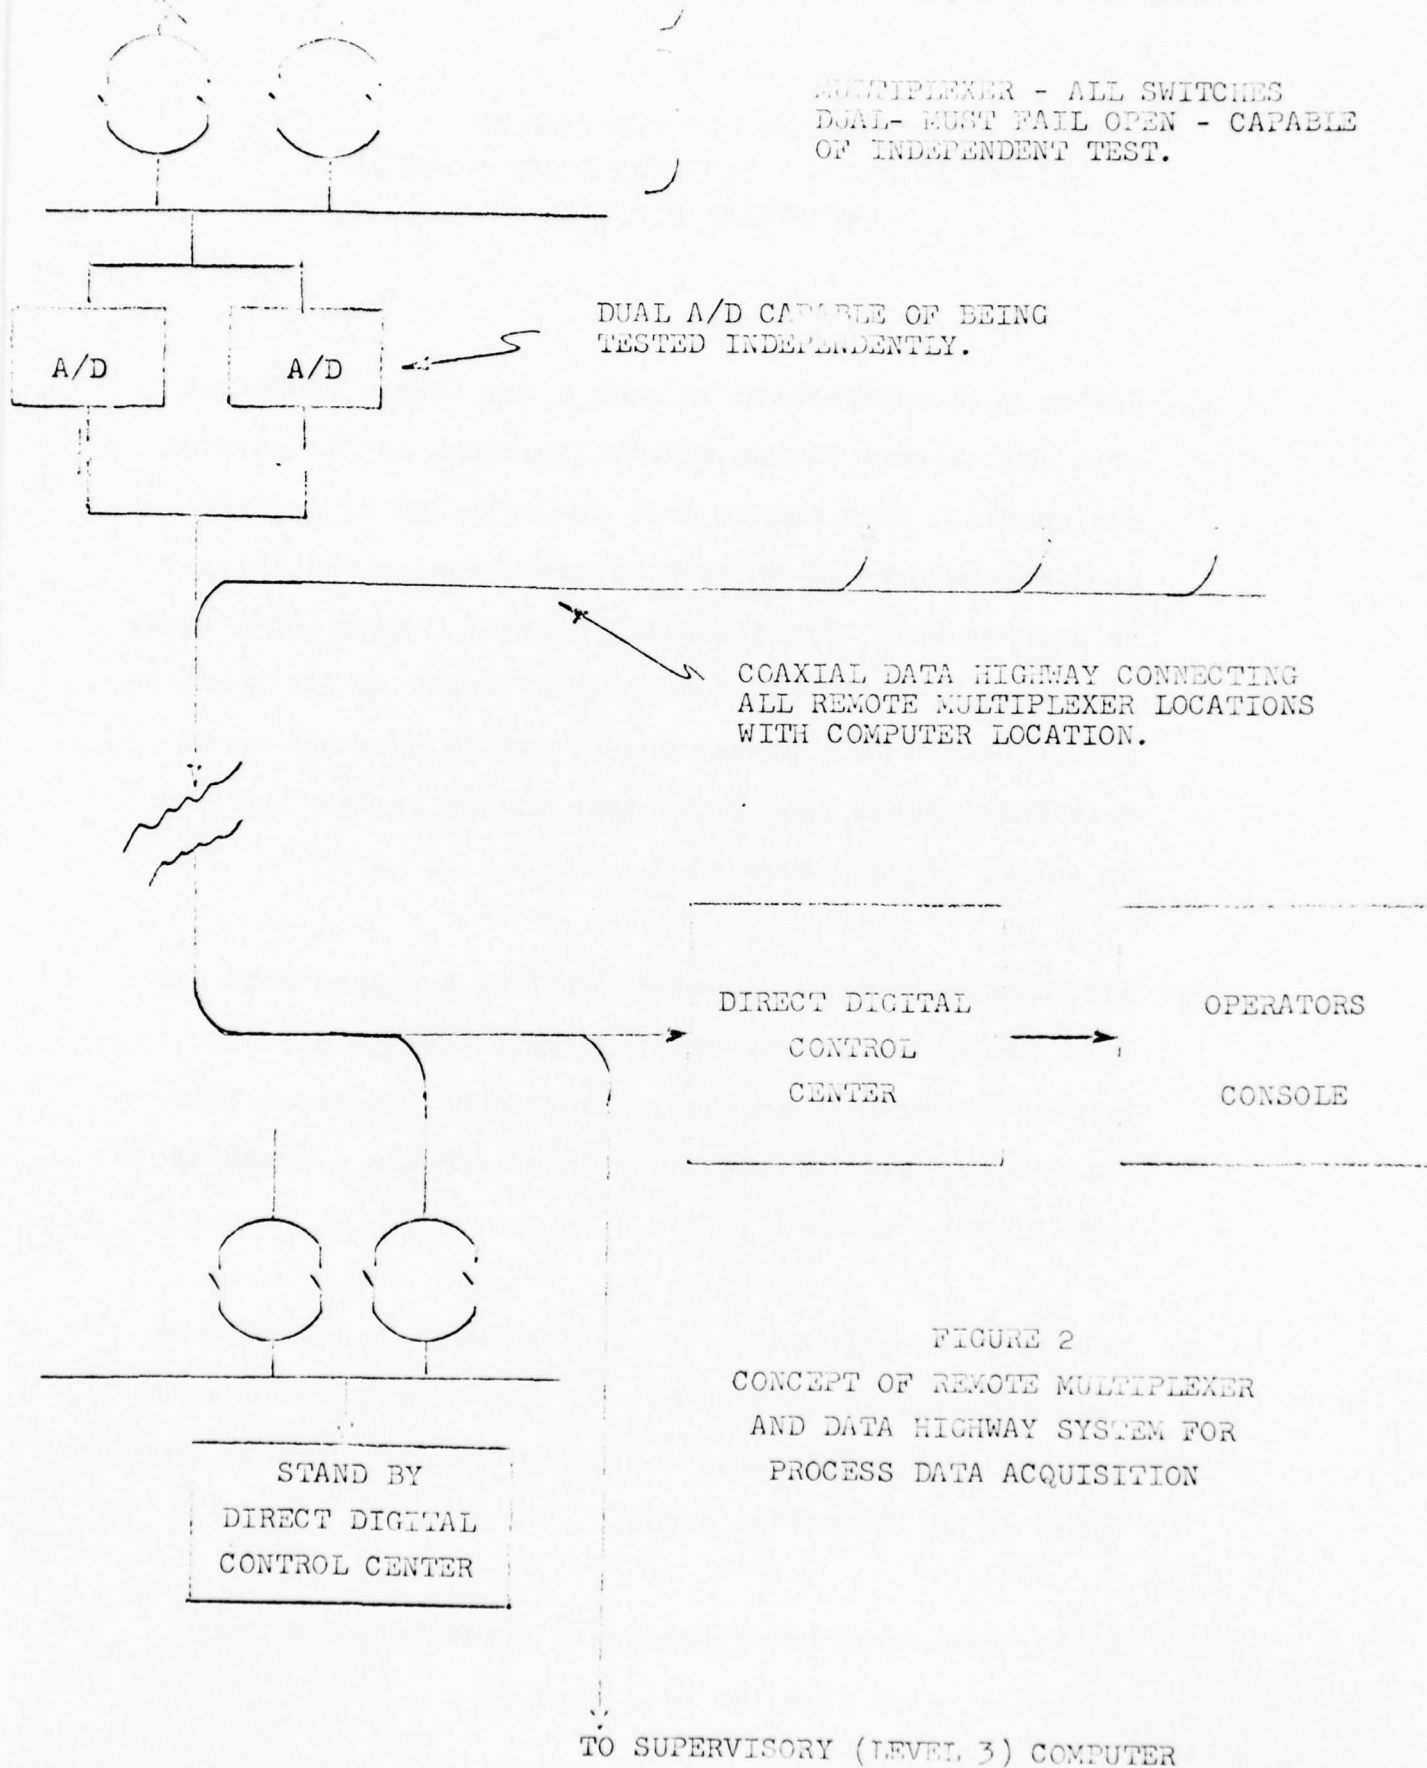 MULTIPLEXER - ALL SWITCHES
DUAL- MUST FAIL OPEN - CAPABLE
OF INDEPENDENT TEST.
DUAL A/D CAPABLE OF BEING
TESTED INDEPENDENTLY.
A/D
A/D
COAXIAL DATA HIGHWAY CONNECTING
ALL REMOTE MULTIPLEXER LOCATIONS
WITH COMPUTER LOCATION.
DIRECT DIGITAL
CONTROL
CENTER
OPERATORS
CONSOLE
FIGURE 2
CONCEPT OF REMOTE MULTIPLEXER
AND DATA HIGHWAY SYSTEM FOR
PROCESS DATA ACQUISITION
STAND BY
DIRECT DIGITAL
CONTROL CENTER
TO SUPERVISORY (LEVEL 3) COMPUTER